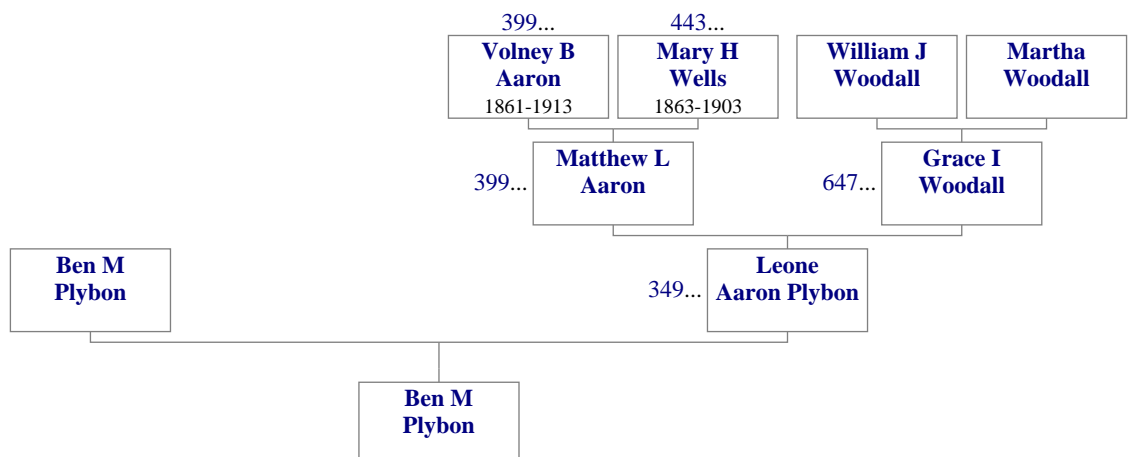 399... 443...
Volney B Mary H William J Martha
Aaron Wells Woodall Woodall
1861-1913 1863-1903
Matthew L Grace I
399... Aaron 647... Woodall
Ben M Leone
Plybon 349... Aaron Plybon
Ben M
Plybon